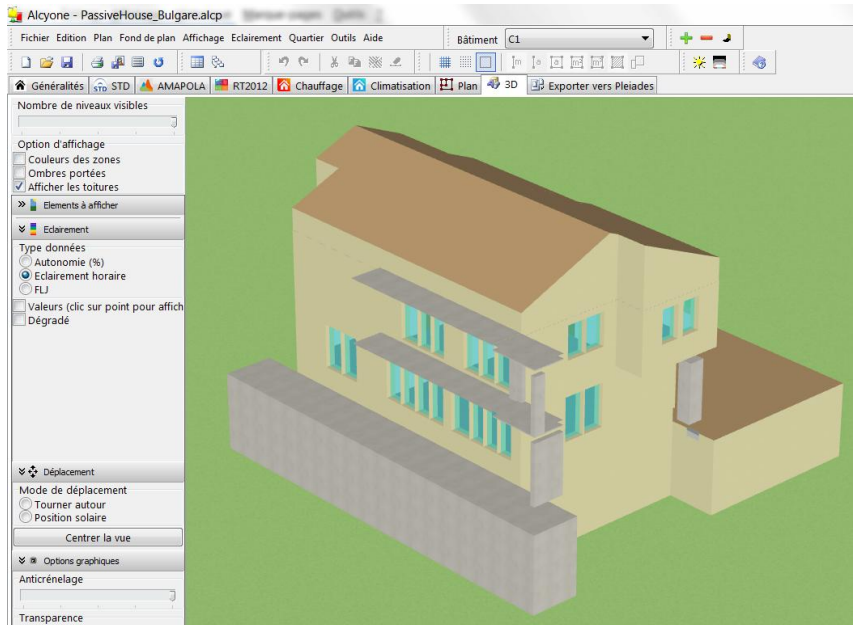 Alcyone - PassiveHouse_Bulgare.alcp
Fichier Edition Plan Fond de plan Affichage Eclairement Quartier Outils Aide
Bâtiment C1
Généralités STD AMAPOLA RT2012 Chauffage Climatisation Plan 3D Exporter vers Pleiades
Nombre de niveaux visibles
Option d'affichage
Couleurs des zones
Ombres portées
Afficher les toitures
Elements à afficher
Eclairement
Type données
Autonomie (%)
Eclairement horaire
FLJ
Valeurs (clic sur point pour affich
Dégradé
Déplacement
Mode de déplacement
Tourner autour
Position solaire
Centrer la vue
Options graphiques
Anticrénelage
Transparence